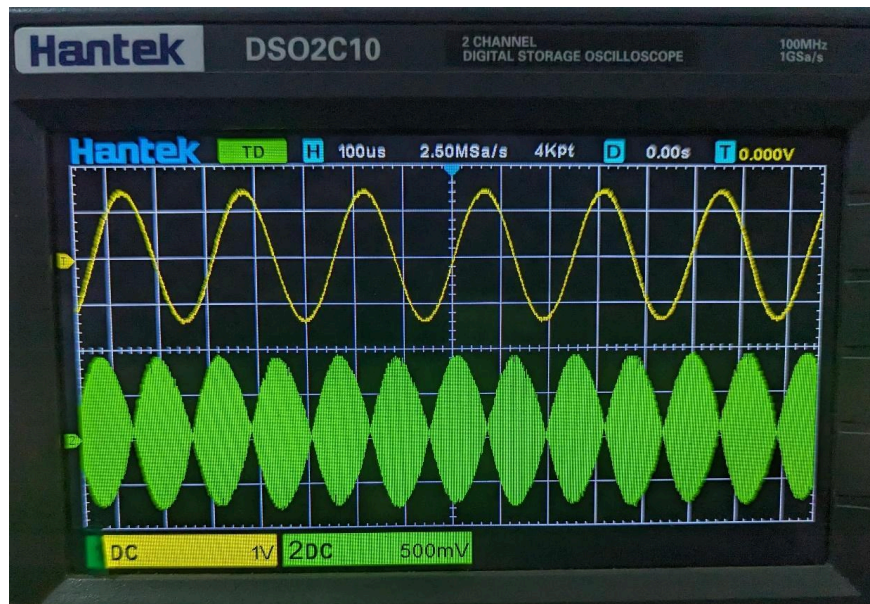 Hantek DSO2C10 2 CHANNEL 100MHz
DIGITAL STORAGE OSCILLOSCOPE 1GSa/s
Hantek TD H 100us 2.50MSa/s 4Kpt D 0.00s T 0.000V
2
DC 1V 2DC 500mV